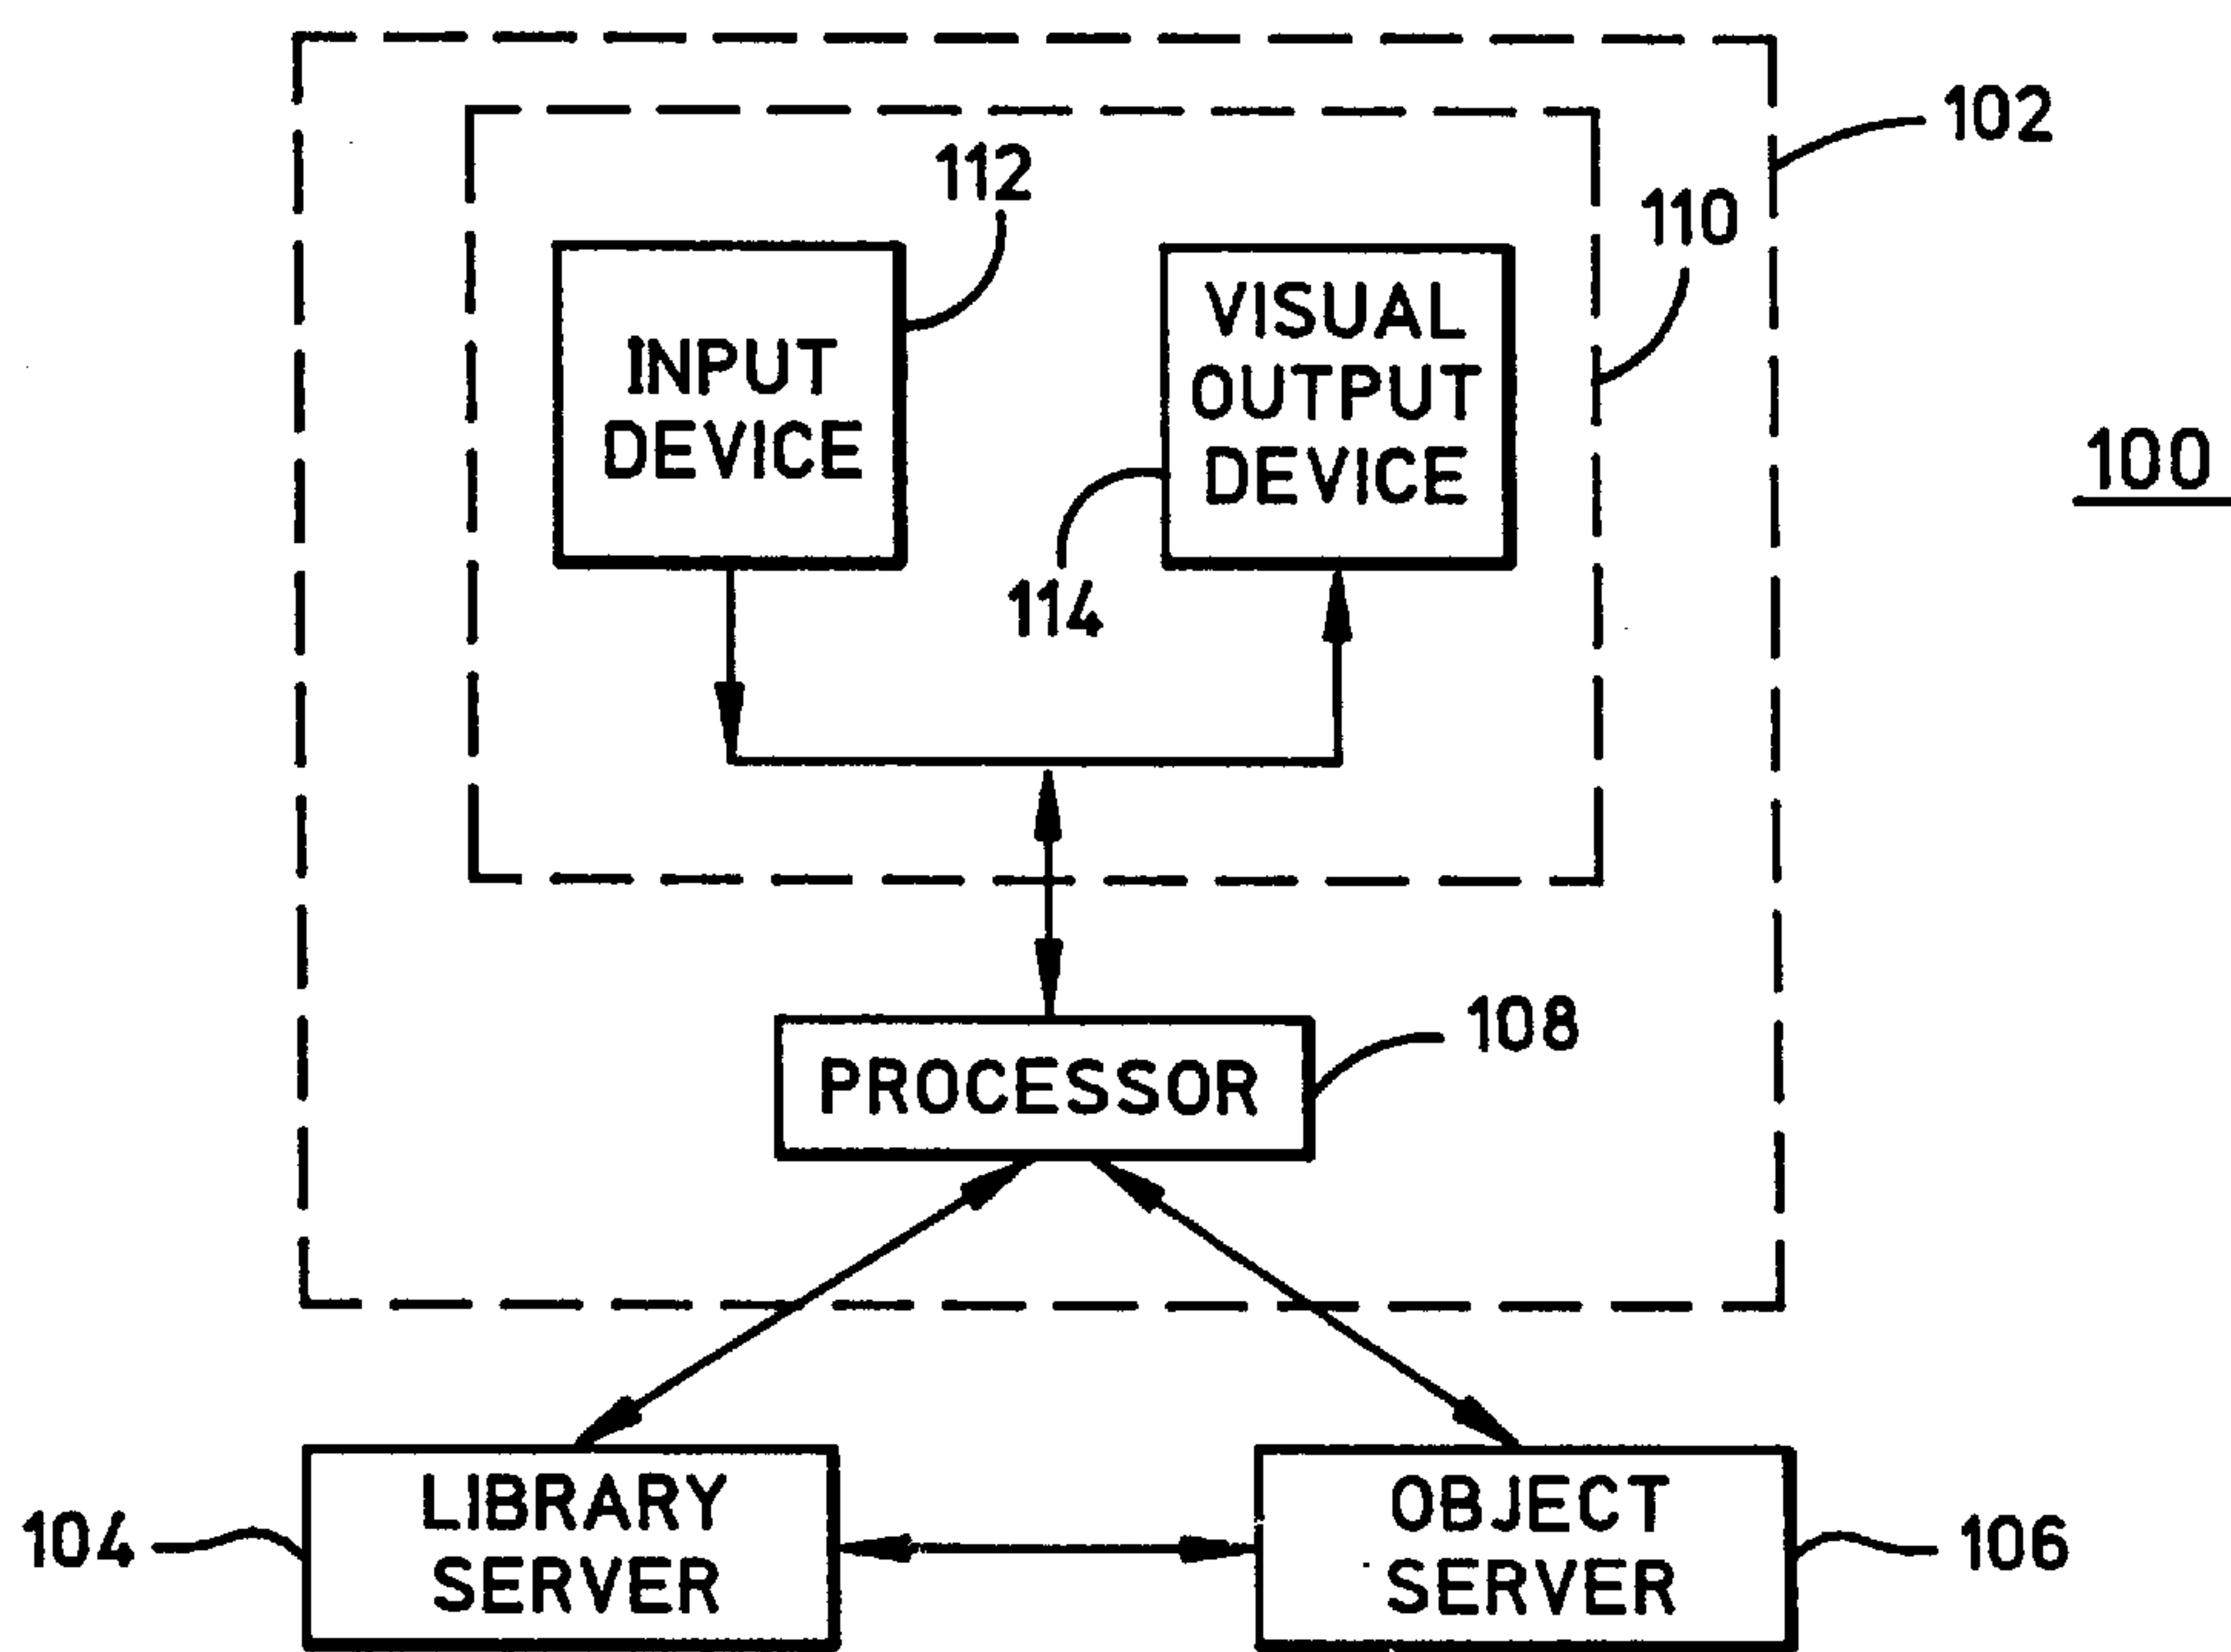 102
112
110
INPUT
DEVICE
VISUAL
OUTPUT
DEVICE
100
114
108
PROCESSOR
104
LIBRARY
SERVER
OBJECT
SERVER
106